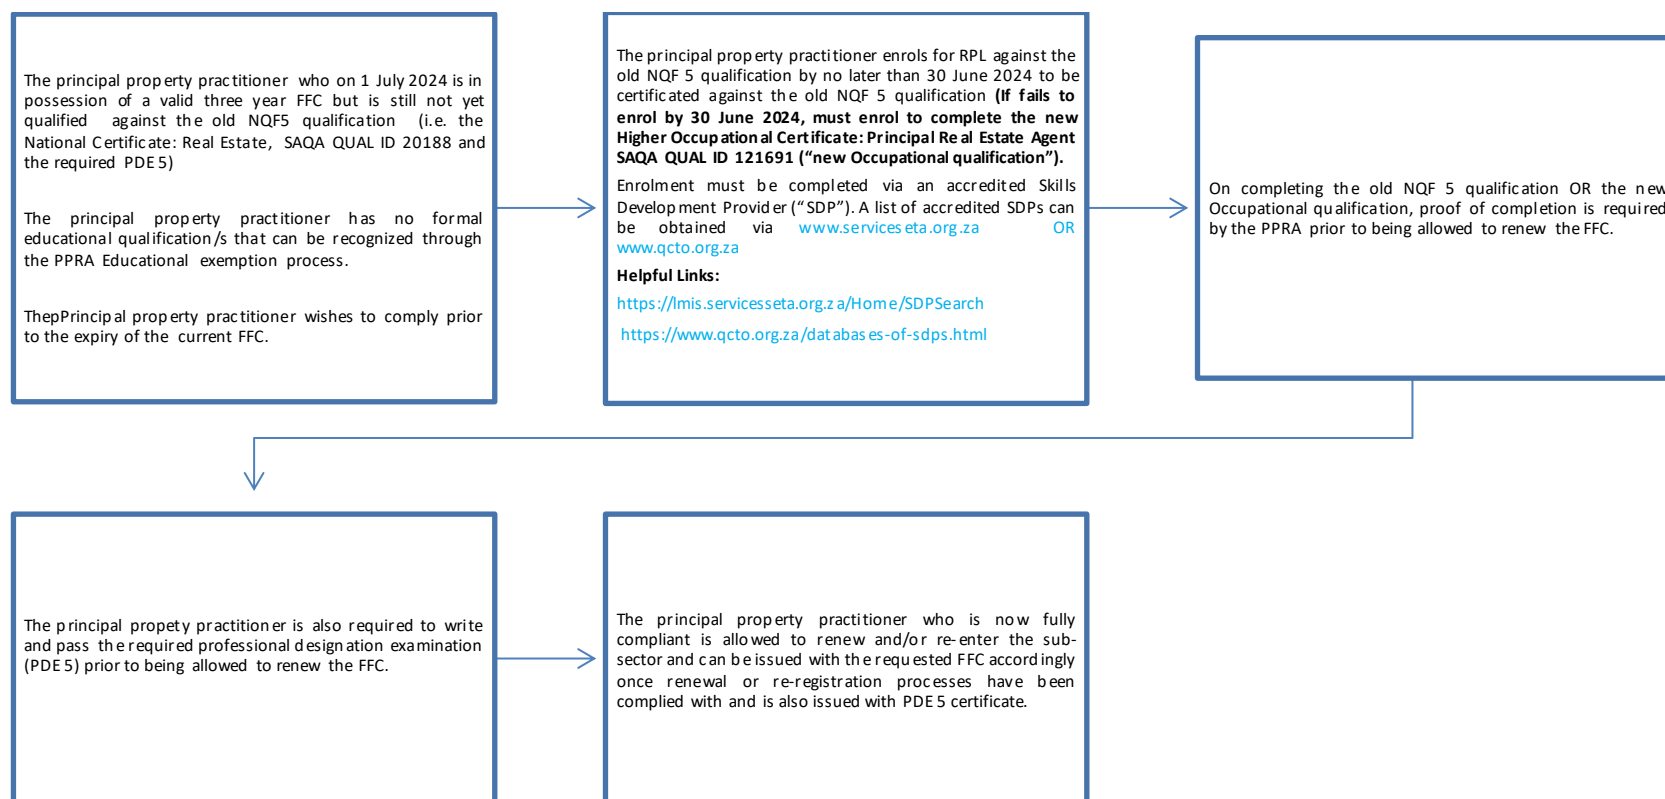 The principal property practitioner who on 1 July 2024 is in
possession of a valid three year FFC but is still not yet
qualified against the old NQF5 qualification (i.e. the
National Certificate: Real Estate, SAQA QUAL ID 20188 and
the required PDE 5)
The principal property practitioner has no formal
educational qualification/s that can be recognized through
the PPRA Educational exemption process.
ThepPrincipal property practitioner wishes to comply prior
to the expiry of the current FFC.
The principal property practitioner enrols for RPL against the
old NQF 5 qualification by no later than 30 June 2024 to be
certificated against the old NQF 5 qualification (If fails to
enrol by 30 June 2024, must enrol to complete the new
Higher Occupational Certificate: Principal Real Estate Agent
SAQA QUAL ID 121691 (“new Occupational qualification”).
Enrolment must be completed via an accredited Skills
Development Provider (“SDP”). A list of accredited SDPs can
be obtained via www.serviceseta.org.za OR
www.qcto.org.za
Helpful Links:
https://lmis.servicesseta.org.za/Home/SDPSearch
https://www.qcto.org.za/databases-of-sdps.html
On completing the old NQF 5 qualification OR the new
Occupational qualification, proof of completion is required
by the PPRA prior to being allowed to renew the FFC.
The principal propety practitioner is also required to write
and pass the required professional designation examination
(PDE 5) prior to being allowed to renew the FFC.
The principal property practitioner who is now fully
compliant is allowed to renew and/or re-enter the sub-
sector and can be issued with the requested FFC accordingly
once renewal or re-registration processes have been
complied with and is also issued with PDE 5 certificate.